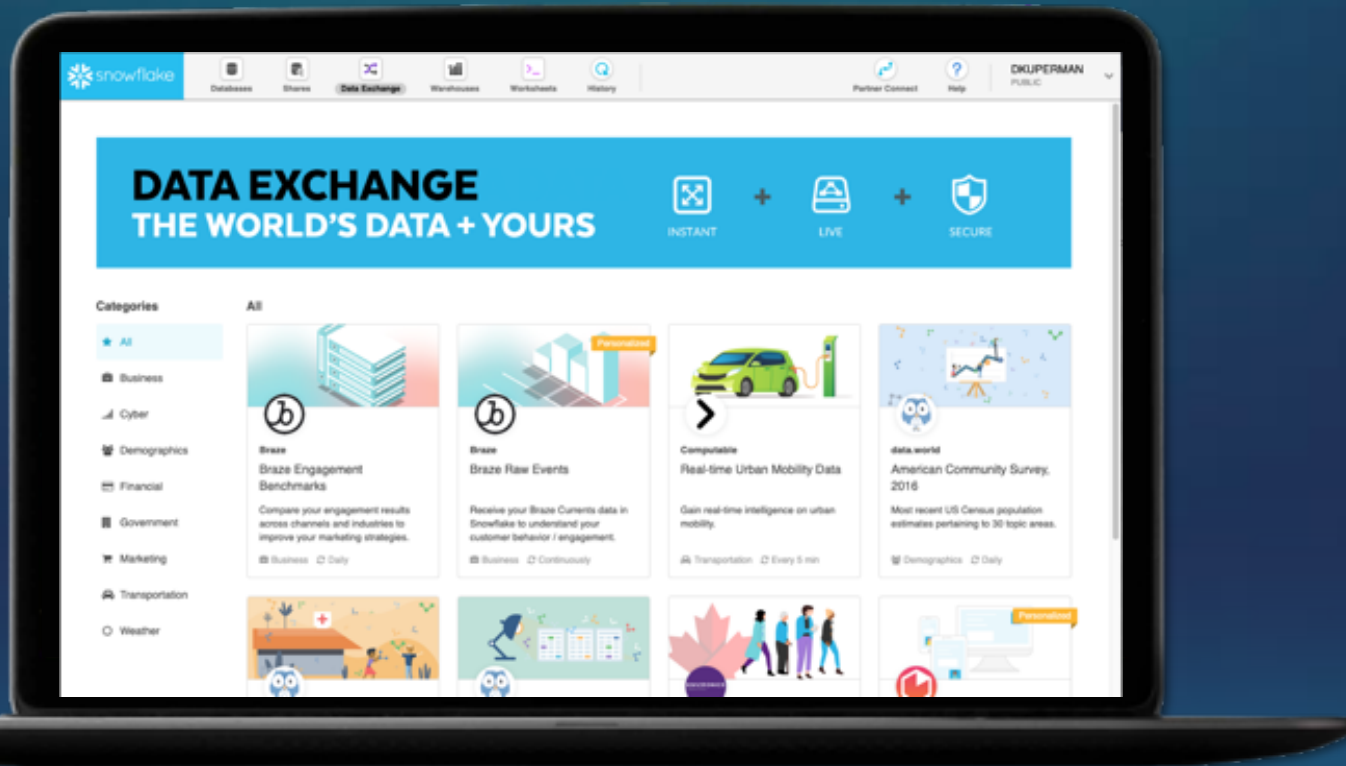 snowflake
Databases
Shares
Data Exchange
Warehouses
Worksheets
History
Partner Connect
Help
DKUPERMAN
PUBLIC
DATA EXCHANGE
THE WORLD'S DATA + YOURS
INSTANT
+
LIVE
+
SECURE
Categories
All
Business
Cyber
Demographics
Financial
Government
Marketing
Transportation
Weather
All
Braze
Braze Engagement
Benchmarks
Compare your engagement results
across channels and industries to
improve your marketing strategies.
Business Daily
Personalized
Braze
Braze Raw Events
Receive your Braze Currents data in
Snowflake to understand your
customer behavior / engagement.
Business Continuously
Computable
Real-time Urban Mobility Data
Gain real-time intelligence on urban
mobility.
Transportation Every 5 min
data.world
American Community Survey,
2016
Most recent US Census population
estimates pertaining to 30 topic areas.
Demographics Daily
Personalized